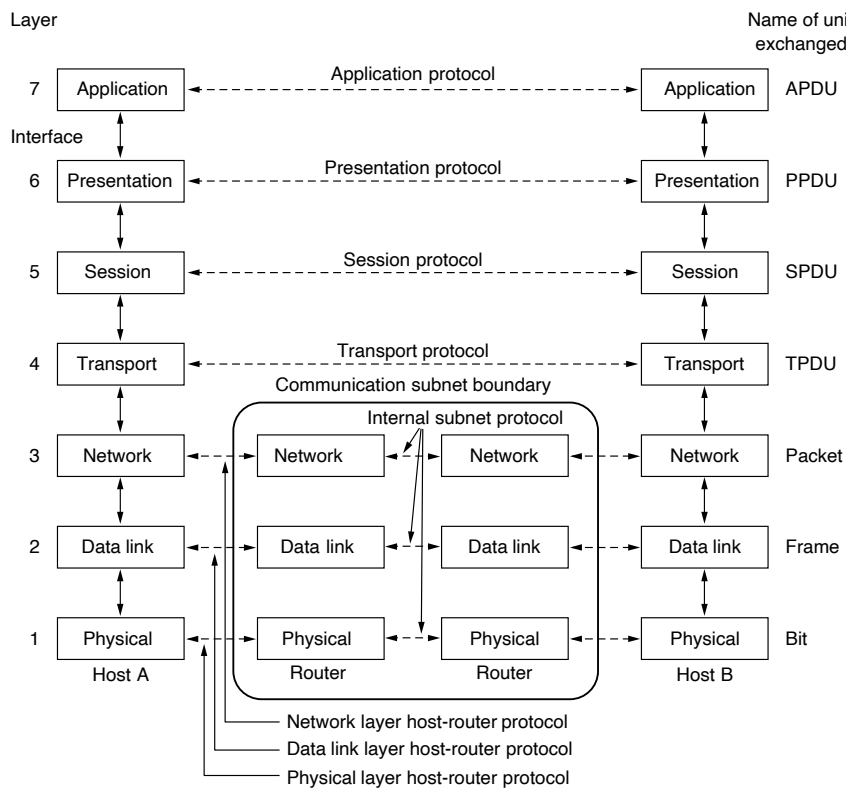 Layer
Name of uni
exchanged
Application protocol
7 Application Application APDU
Interface
Presentation protocol
6 Presentation Presentation PPDU
Session protocol
5 Session Session SPDU
Transport protocol
4 Transport Transport TPDU
Communication subnet boundary
Internal subnet protocol
3 Network Network Network Network Packet
2 Data link Data link Data link Data link Frame
1 Physical Physical Physical Physical Bit
Host A Router Router Host B
Network layer host-router protocol
Data link layer host-router protocol
Physical layer host-router protocol